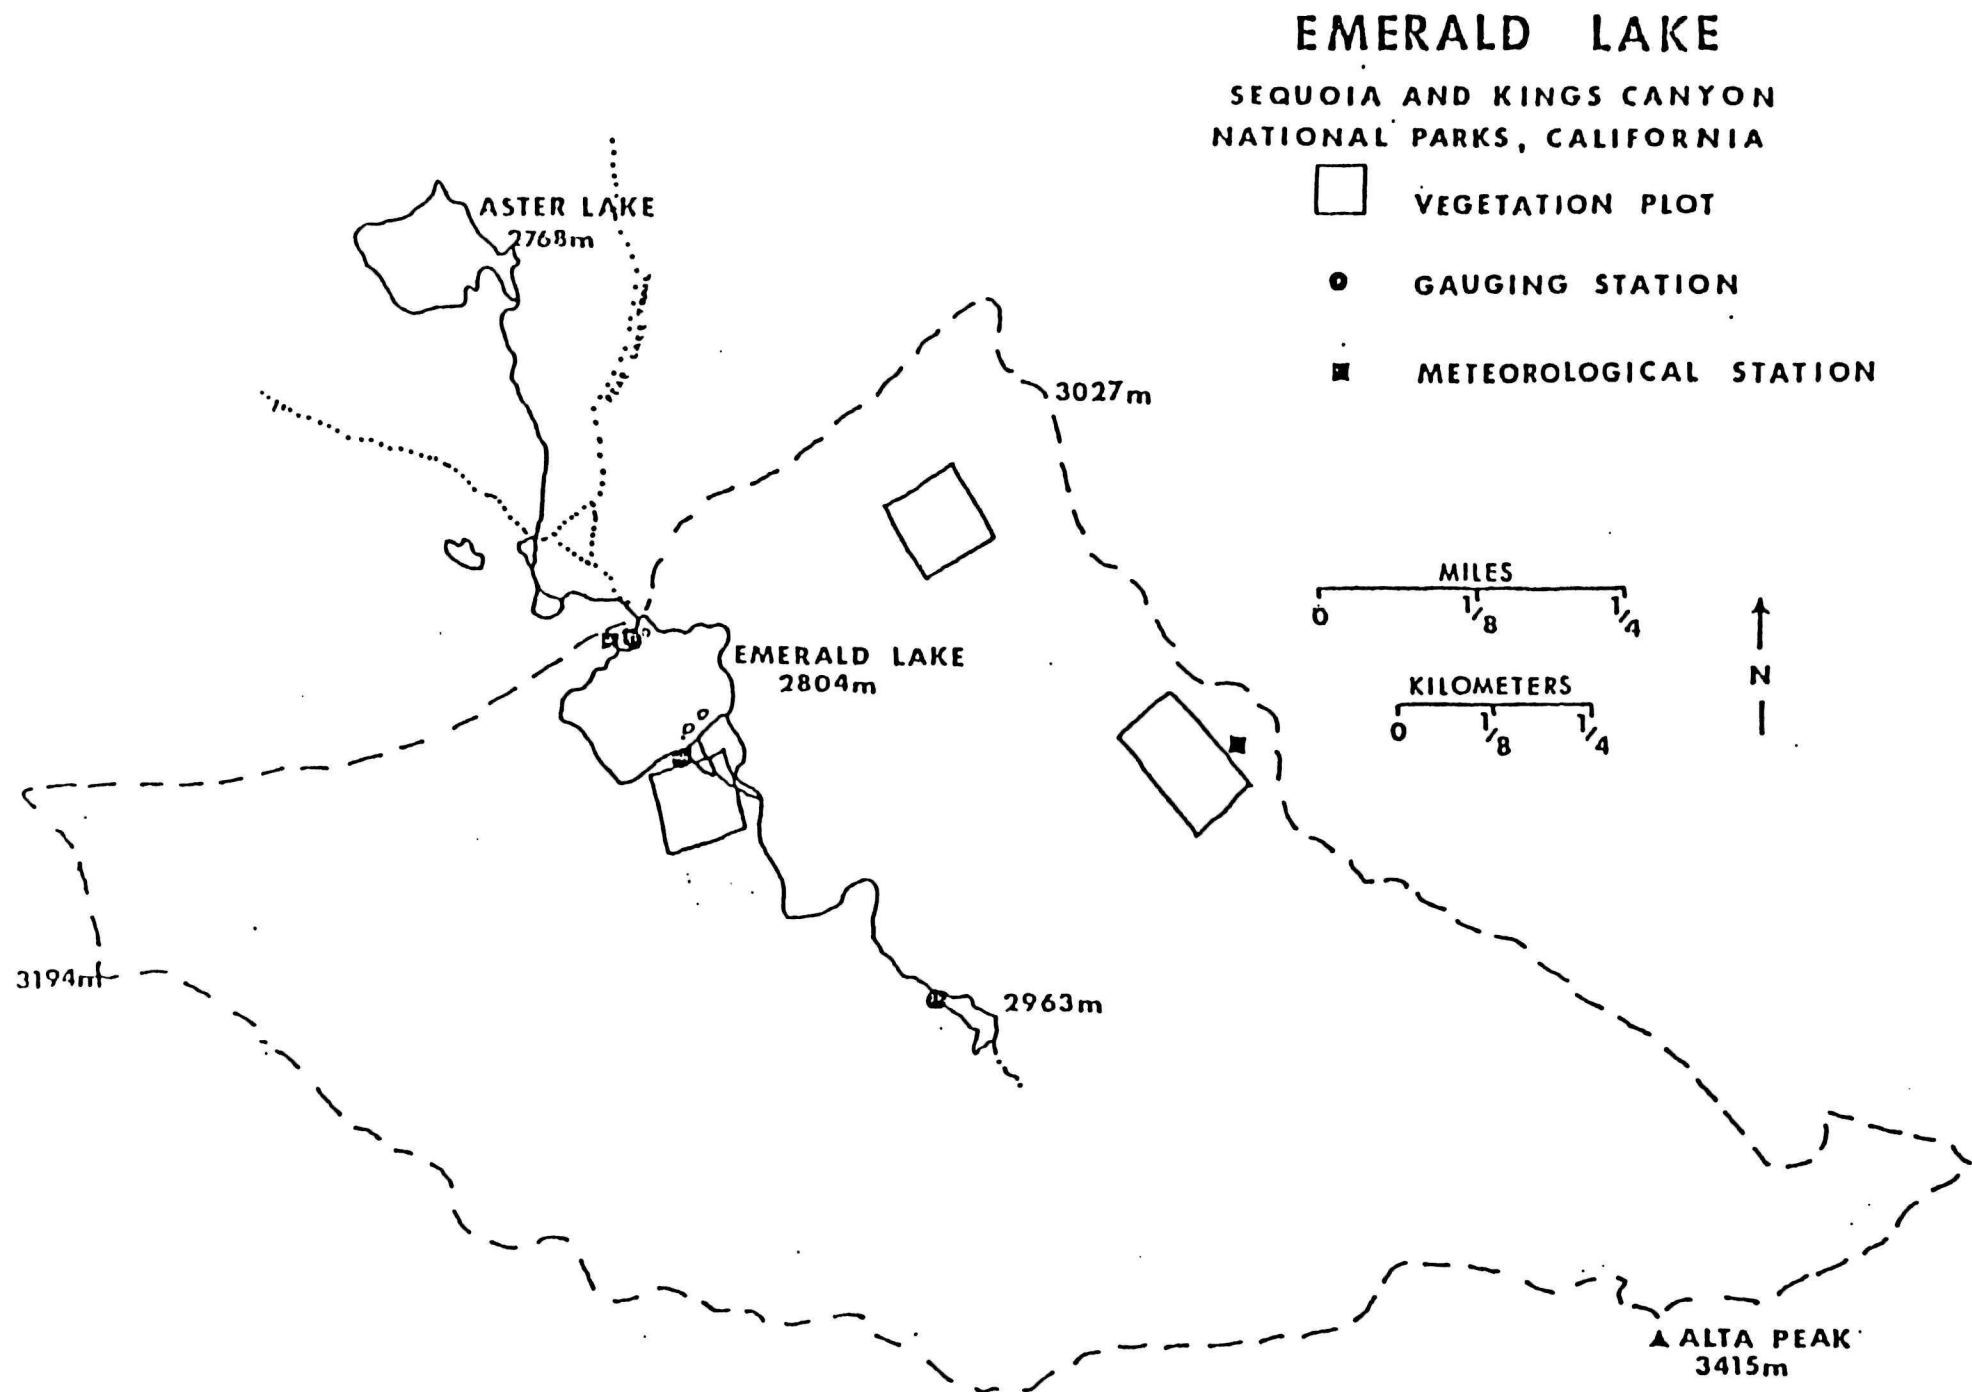 EMERALD LAKE
SEQUOIA AND KINGS CANYON
NATIONAL PARKS, CALIFORNIA
VEGETATION PLOT
GAUGING STATION
METEOROLOGICAL STATION
ASTER LAKE
2768m
3027m
MILES
0 1/8 1/4
KILOMETERS
0 1/8 1/4
N
EMERALD LAKE
2804m
3194m
2963m
ALTA PEAK
3415m